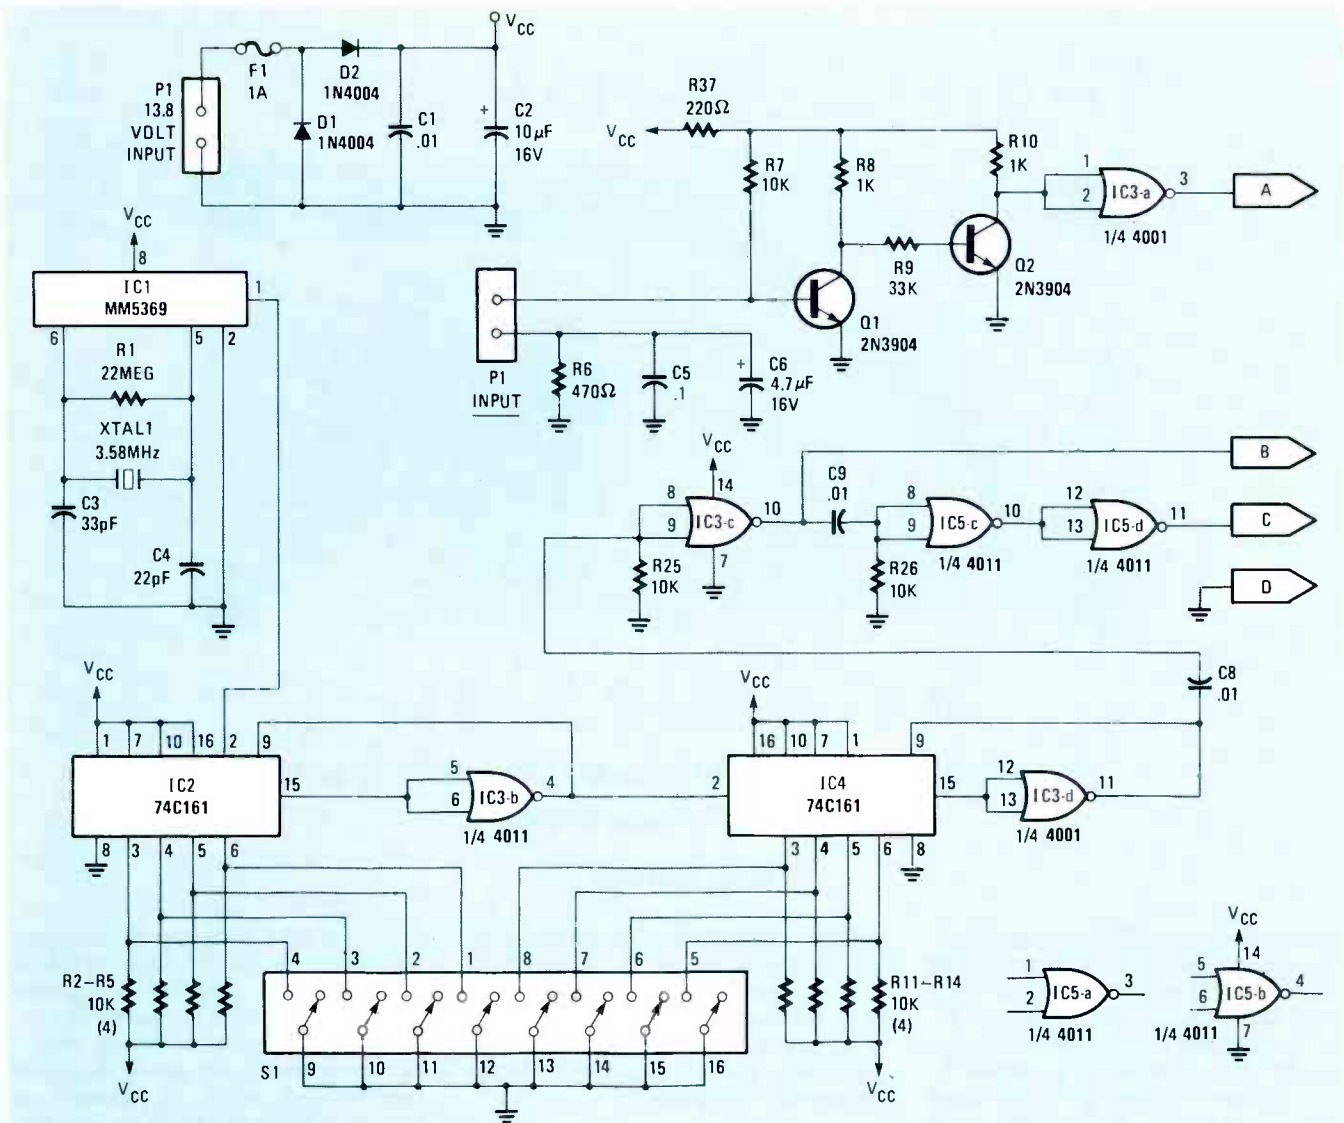 VCC
F1
1A
D2
1N4004
P1
13.8
VOLT
INPUT
D1
1N4004
C1
.01
+
C2
10µF
16V
R37
220Ω
VCC
R7
10K
R8
1K
R10
1K
1
2
IC3-a
3
A
1/4 4001
R9
33K
Q2
2N3904
Q1
2N3904
P1
INPUT
R6
470Ω
C5
.1
+
C6
4.7µF
16V
VCC
8
IC1
MM5369
1
6
5
2
R1
22MEG
XTAL1
3.58MHz
C3
33pF
C4
22pF
VCC
14
8
9
IC3-c
10
7
R25
10K
C9
.01
8
9
IC5-c
10
1/4 4011
R26
10K
12
13
IC5-d
11
1/4 4011
B
C
D
C8
.01
VCC
1
7
10
16
2
9
IC2
74C161
15
8
3
4
5
6
5
6
IC3-b
4
1/4 4011
VCC
16
10
7
1
9
2
IC4
74C161
15
3
4
5
6
8
12
13
IC3-d
11
1/4 4001
R2–R5
10K
(4)
VCC
4
3
2
1
8
7
6
5
S1
9
10
11
12
13
14
15
16
R11–R14
10K
(4)
VCC
1
2
IC5-a
3
1/4 4011
VCC
14
5
6
IC5-b
4
7
1/4 4011